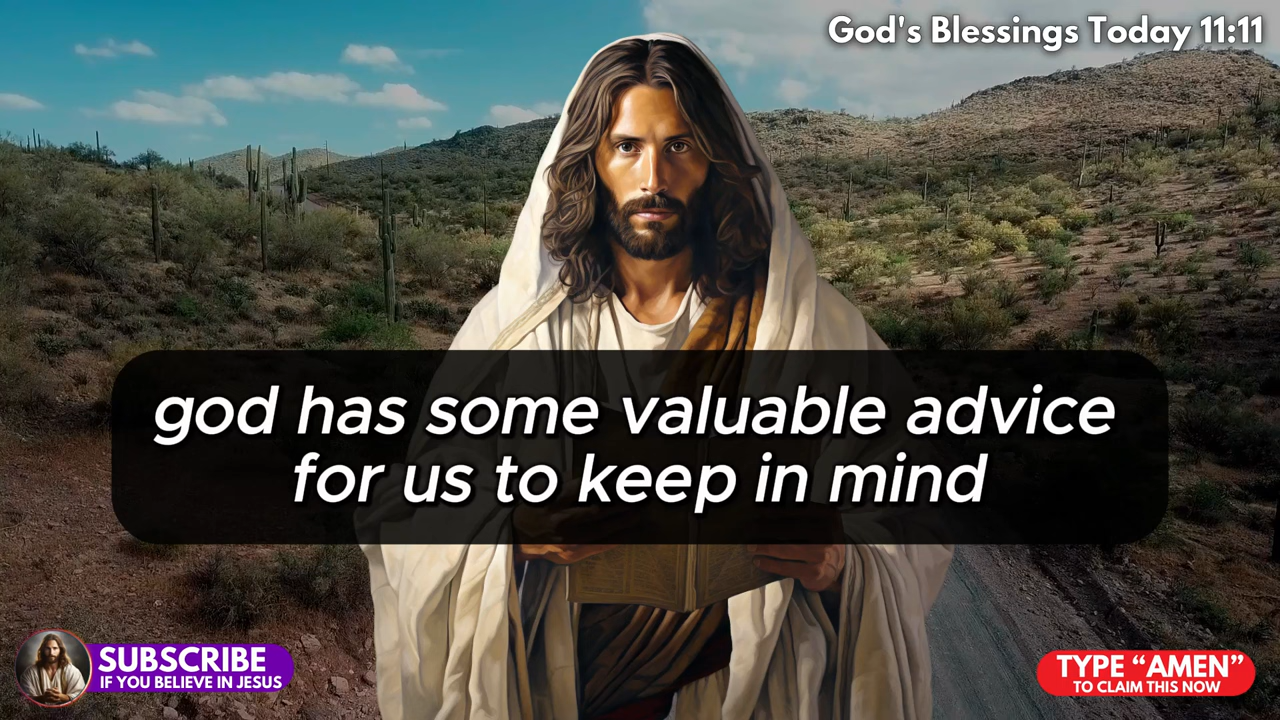 God's Blessings Today 11:11
god has some valuable advice
for us to keep in mind
SUBSCRIBE
IF YOU BELIEVE IN JESUS
TYPE “AMEN”
TO CLAIM THIS NOW